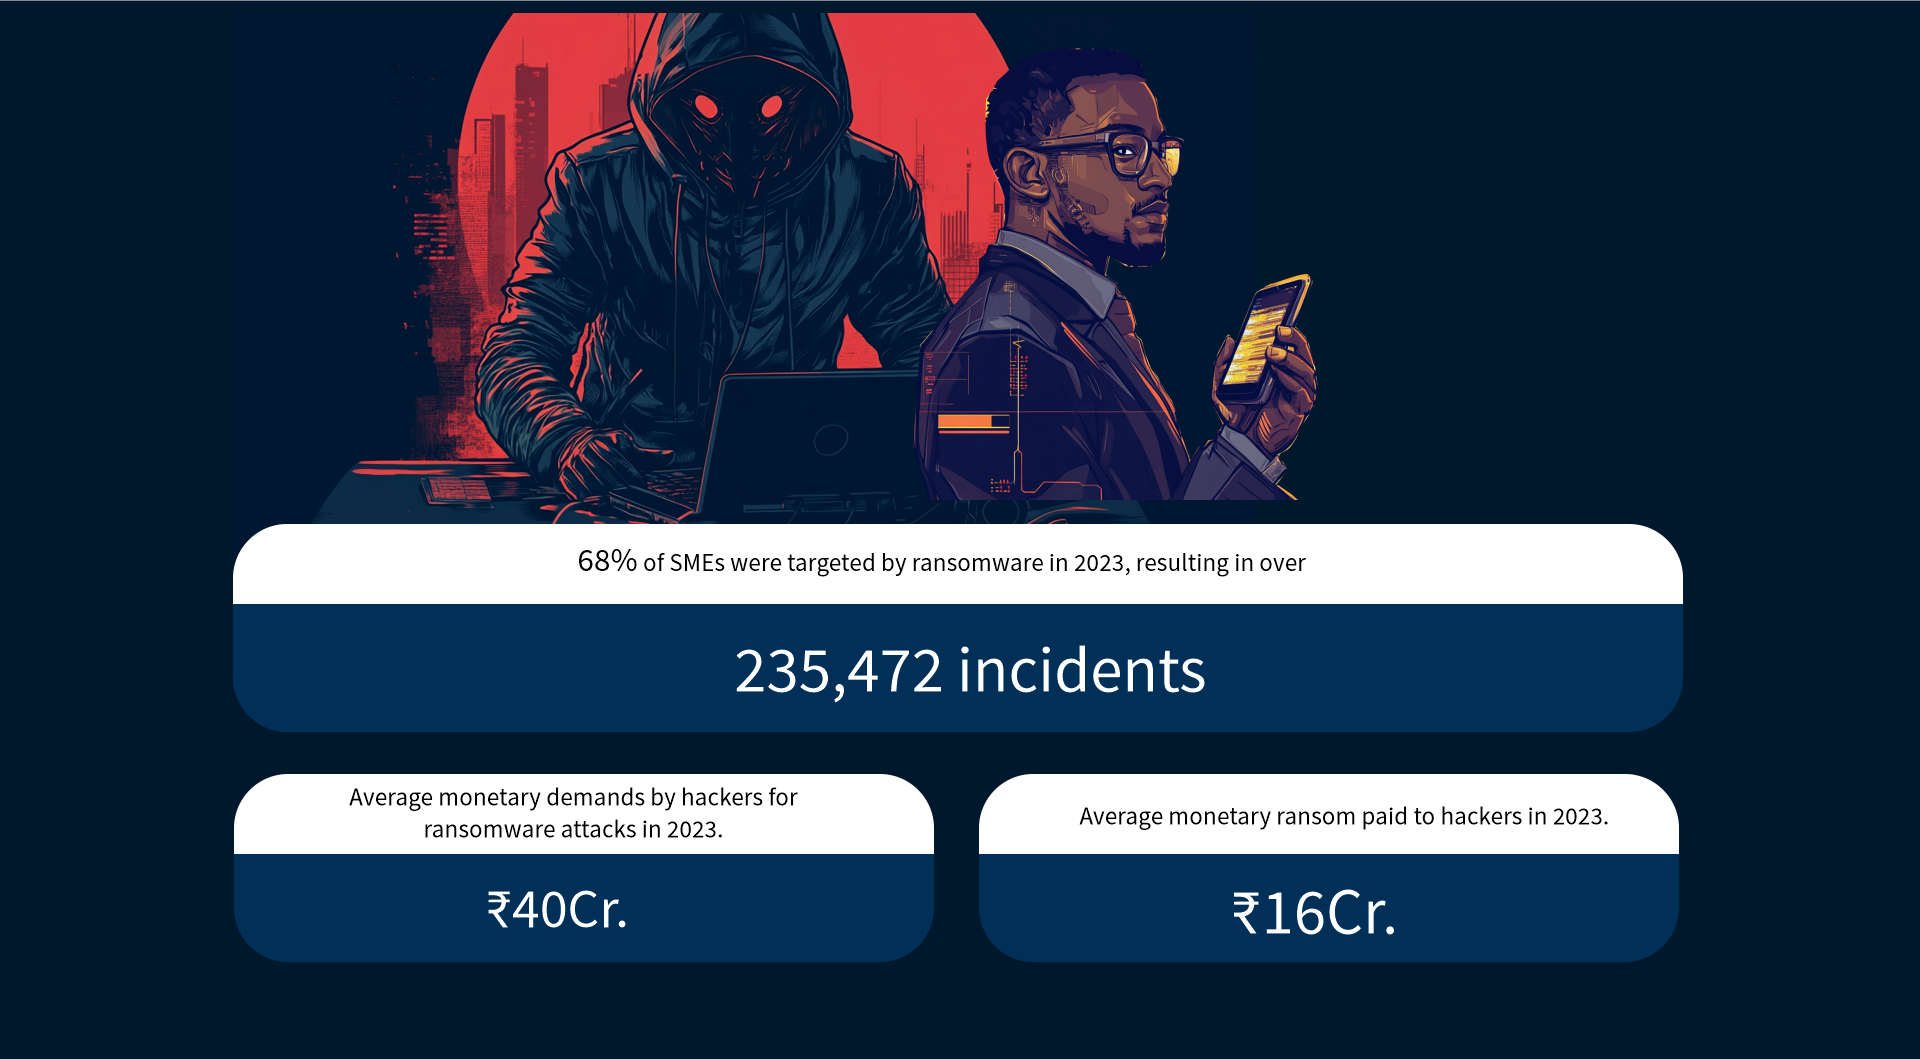 68% of SMEs were targeted by ransomware in 2023, resulting in over
235,472 incidents
Average monetary demands by hackers for
ransomware attacks in 2023.
₹40Cr.
Average monetary ransom paid to hackers in 2023.
₹16Cr.